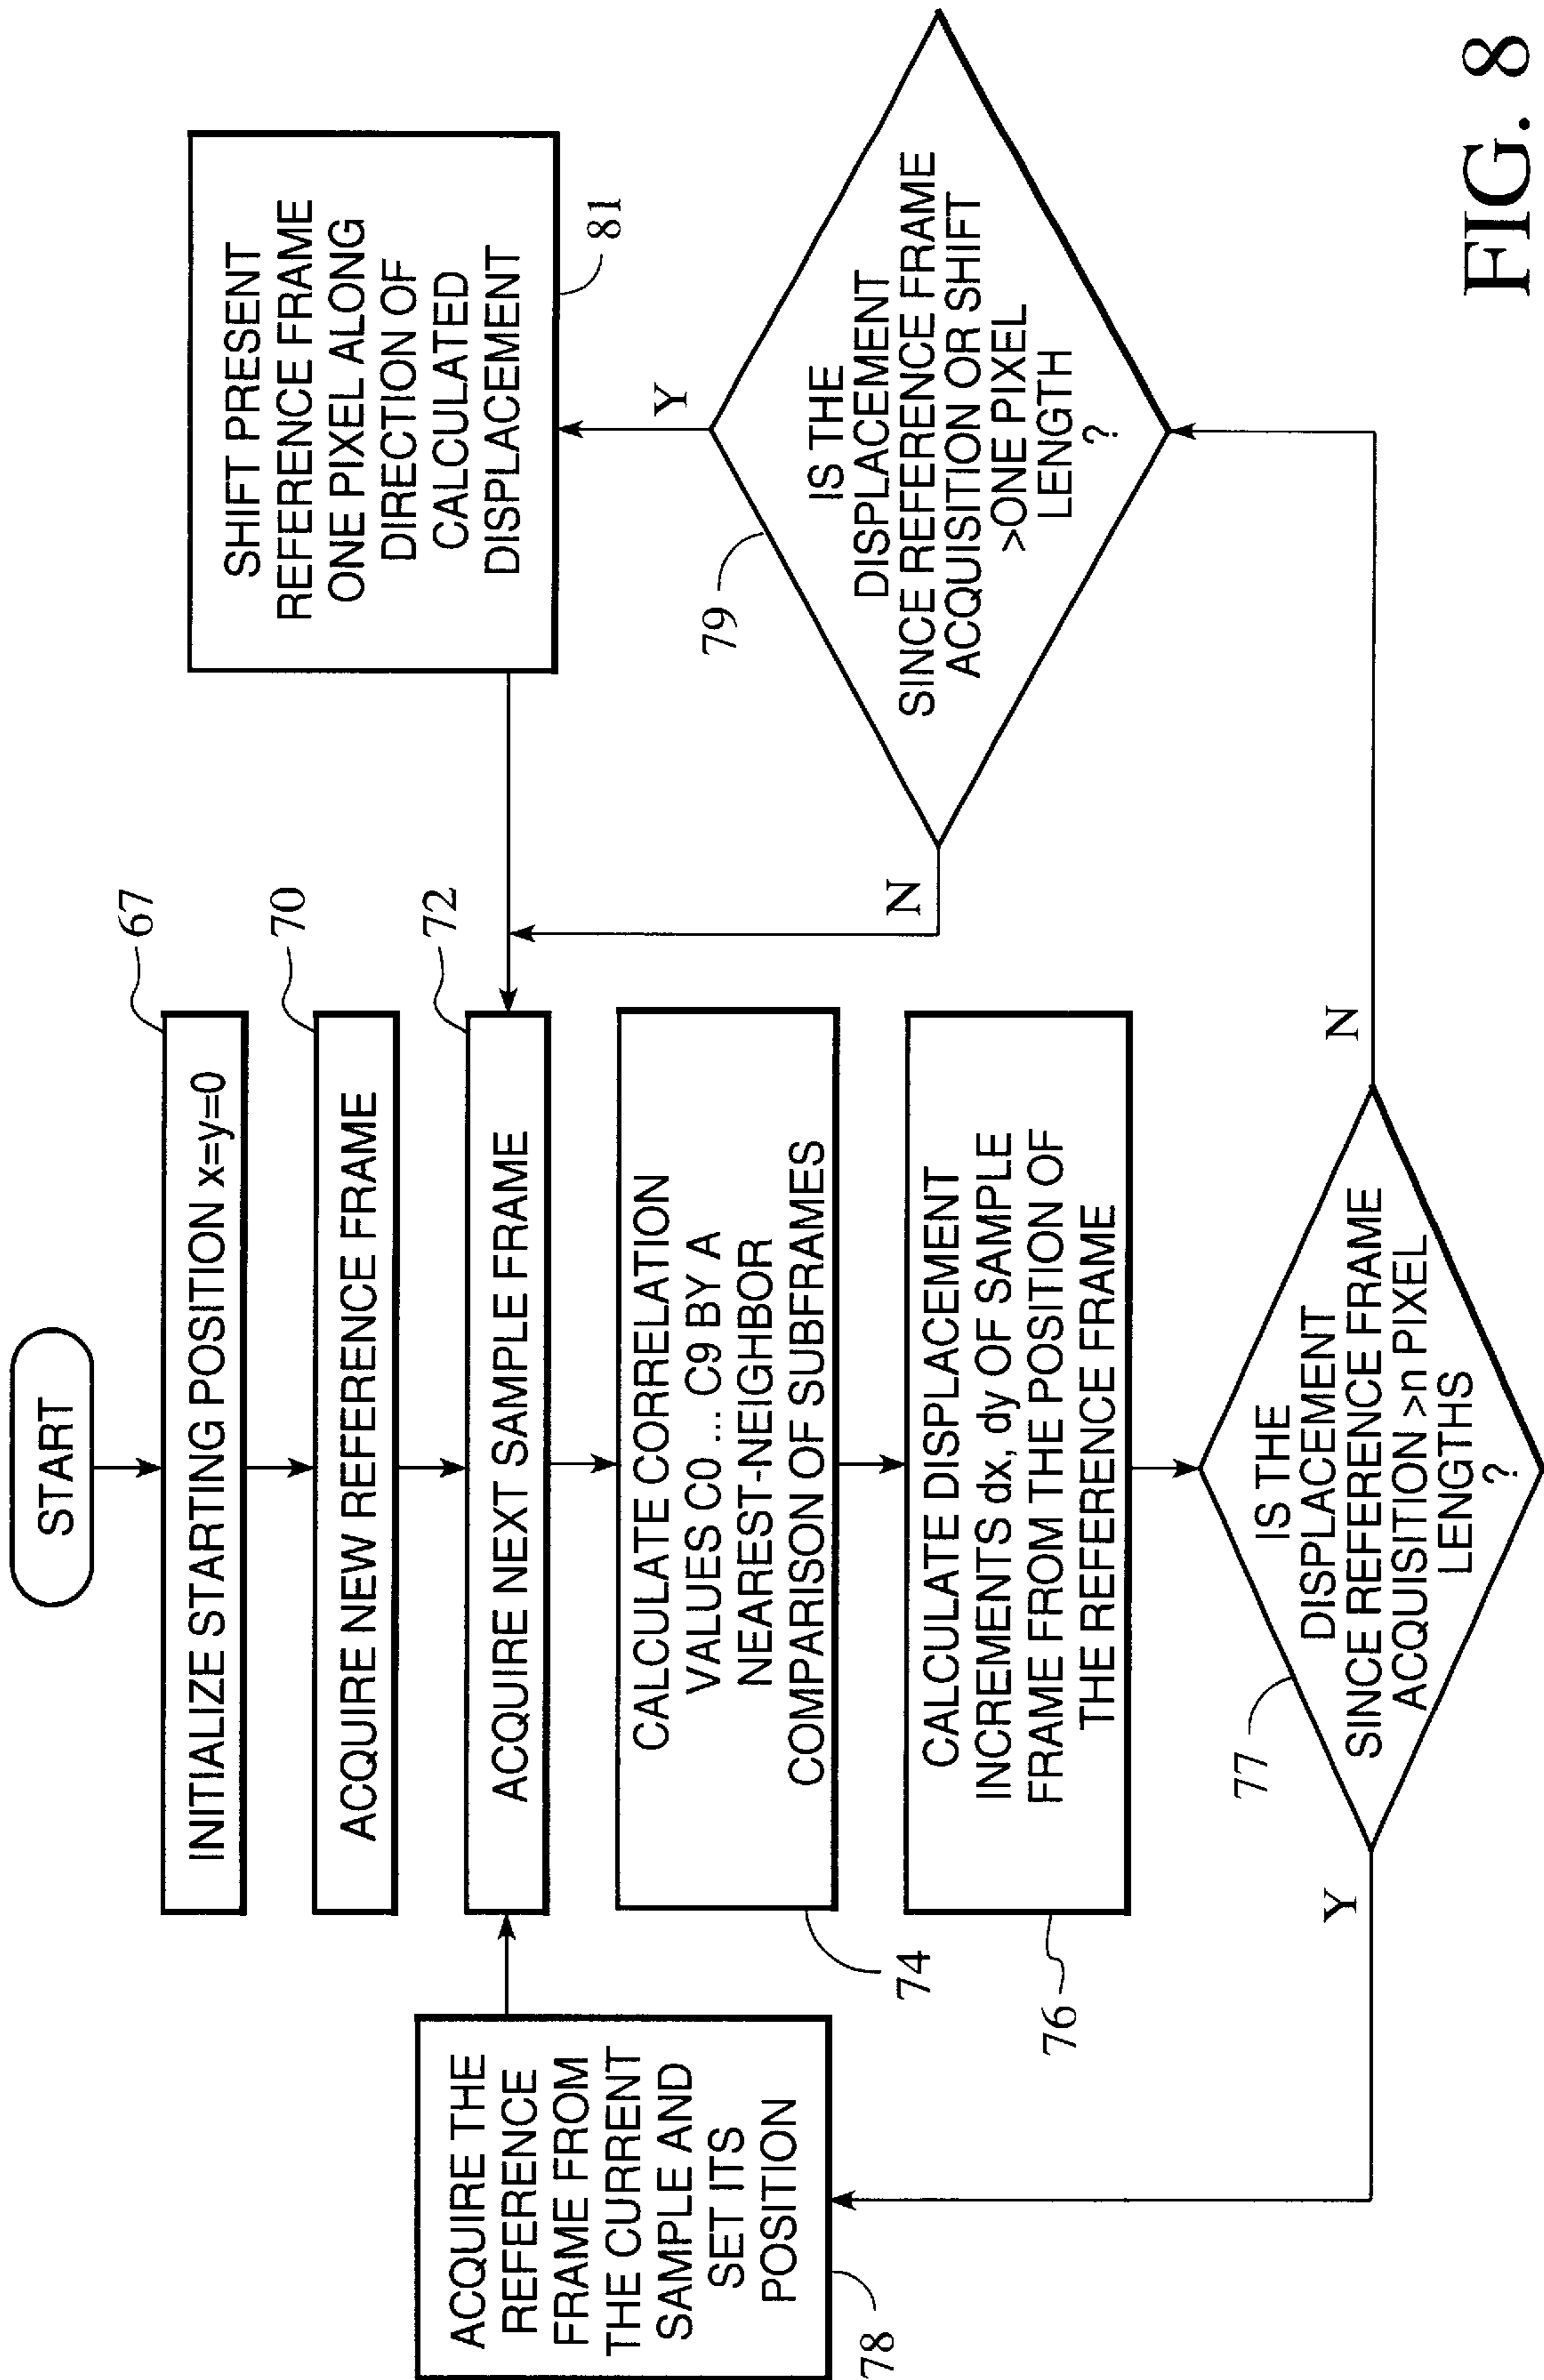 START
INITIALIZE STARTING POSITION x=y=0
67
ACQUIRE NEW REFERENCE FRAME
70
ACQUIRE NEXT SAMPLE FRAME
72
CALCULATE CORRELATION
VALUES C0 ... C9 BY A
NEAREST-NEIGHBOR
COMPARISON OF SUBFRAMES
74
CALCULATE DISPLACEMENT
INCREMENTS dx, dy OF SAMPLE
FRAME FROM THE POSITION OF
THE REFERENCE FRAME
76
IS THE
DISPLACEMENT
SINCE REFERENCE FRAME
ACQUISITION >n PIXEL
LENGTHS
?
77
Y
N
ACQUIRE THE
REFERENCE
FRAME FROM
THE CURRENT
SAMPLE AND
SET ITS
POSITION
78
IS THE
DISPLACEMENT
SINCE REFERENCE FRAME
ACQUISITION OR SHIFT
>ONE PIXEL
LENGTH
?
79
N
Y
SHIFT PRESENT
REFERENCE FRAME
ONE PIXEL ALONG
DIRECTION OF
CALCULATED
DISPLACEMENT
81
FIG. 8